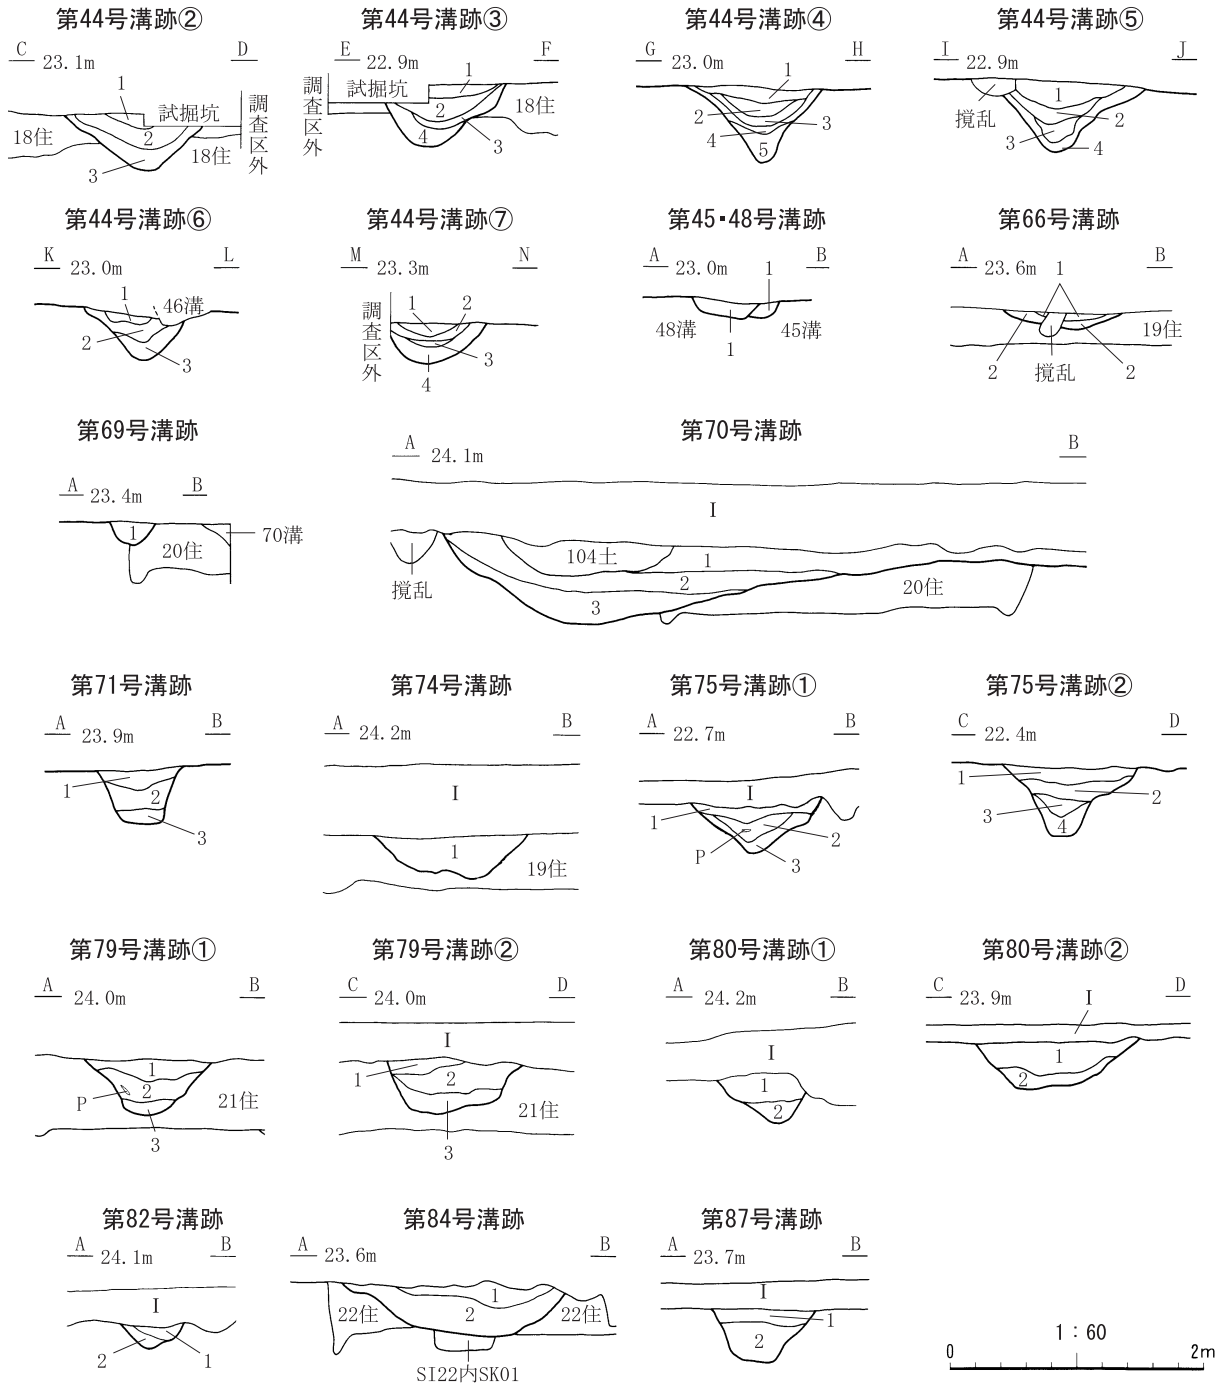 第44号溝跡②
C 23.1m D
1
試掘坑
調査区外
18住
2
18住
3
第44号溝跡③
E 22.9m F
調査区外
試掘坑
1
18住
2
4
3
3
第44号溝跡④
G 23.0m H
1
2
3
4
5
第44号溝跡⑤
I 22.9m J
撹乱
1
2
3
4
第44号溝跡⑥
K 23.0m L
1
46溝
2
3
第44号溝跡⑦
M 23.3m N
調査区外
1
2
3
4
第45・48号溝跡
A 23.0m B
1
48溝
45溝
1
第66号溝跡
A 23.6m B
1
19住
2
撹乱
2
第69号溝跡
A 23.4m B
1
70溝
20住
第70号溝跡
A 24.1m B
I
104土
1
撹乱
2
20住
3
第71号溝跡
A 23.9m B
1
2
3
第74号溝跡
A 24.2m B
I
1
19住
第75号溝跡①
A 22.7m B
I
1
2
P
3
第75号溝跡②
C 22.4m D
1
2
3
4
第79号溝跡①
A 24.0m B
1
2
P
21住
3
第79号溝跡②
C 24.0m D
I
1
2
21住
3
第80号溝跡①
A 24.2m B
I
1
2
第80号溝跡②
C 23.9m D
I
1
2
第82号溝跡
A 24.1m B
I
2
1
第84号溝跡
A 23.6m B
1
22住
2
22住
SI22内SK01
第87号溝跡
A 23.7m B
I
1
2
1：60
0 2m